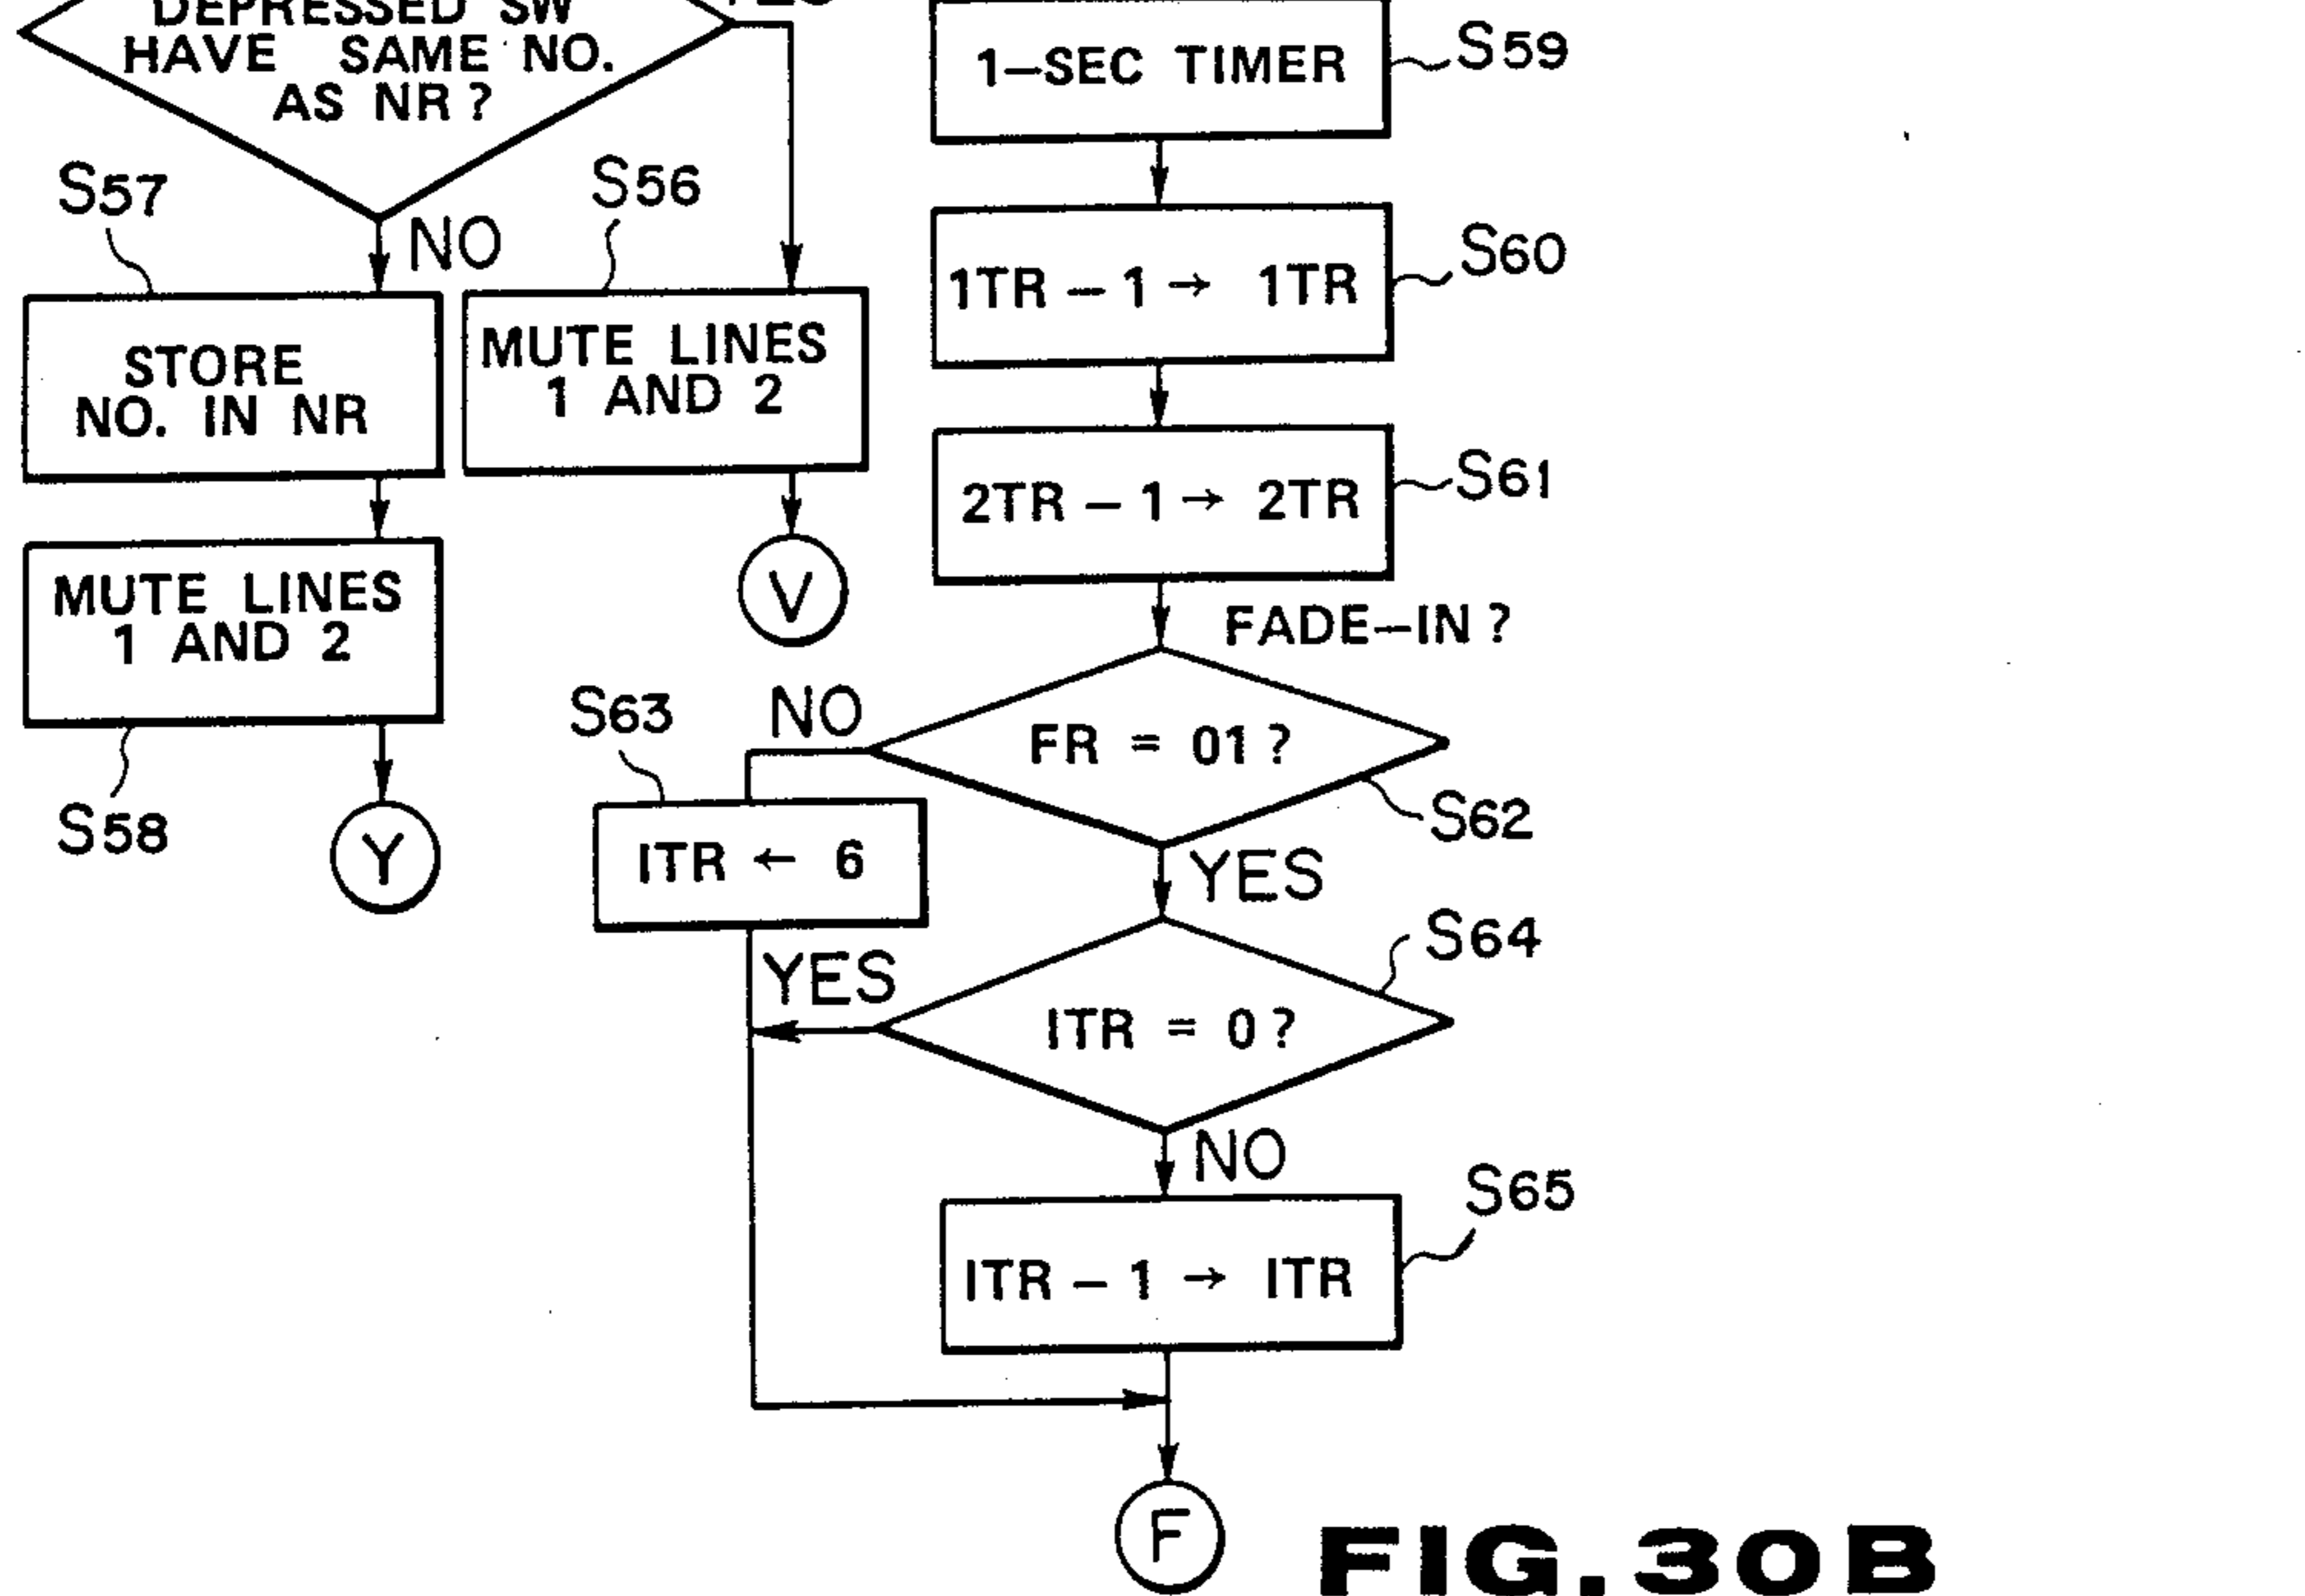 DEPRESSED SW
HAVE SAME NO.
AS NR?
S57
NO
S56
STORE
NO. IN NR
MUTE LINES
1 AND 2
MUTE LINES
1 AND 2
S58
V
Y
1–SEC TIMER
S59
1TR – 1 → 1TR
S60
2TR – 1 → 2TR
S61
FADE–IN?
FR = 01?
S62
NO
S63
ITR ← 6
YES
S64
YES
ITR = 0?
NO
S65
ITR – 1 → ITR
F
FIG.30B